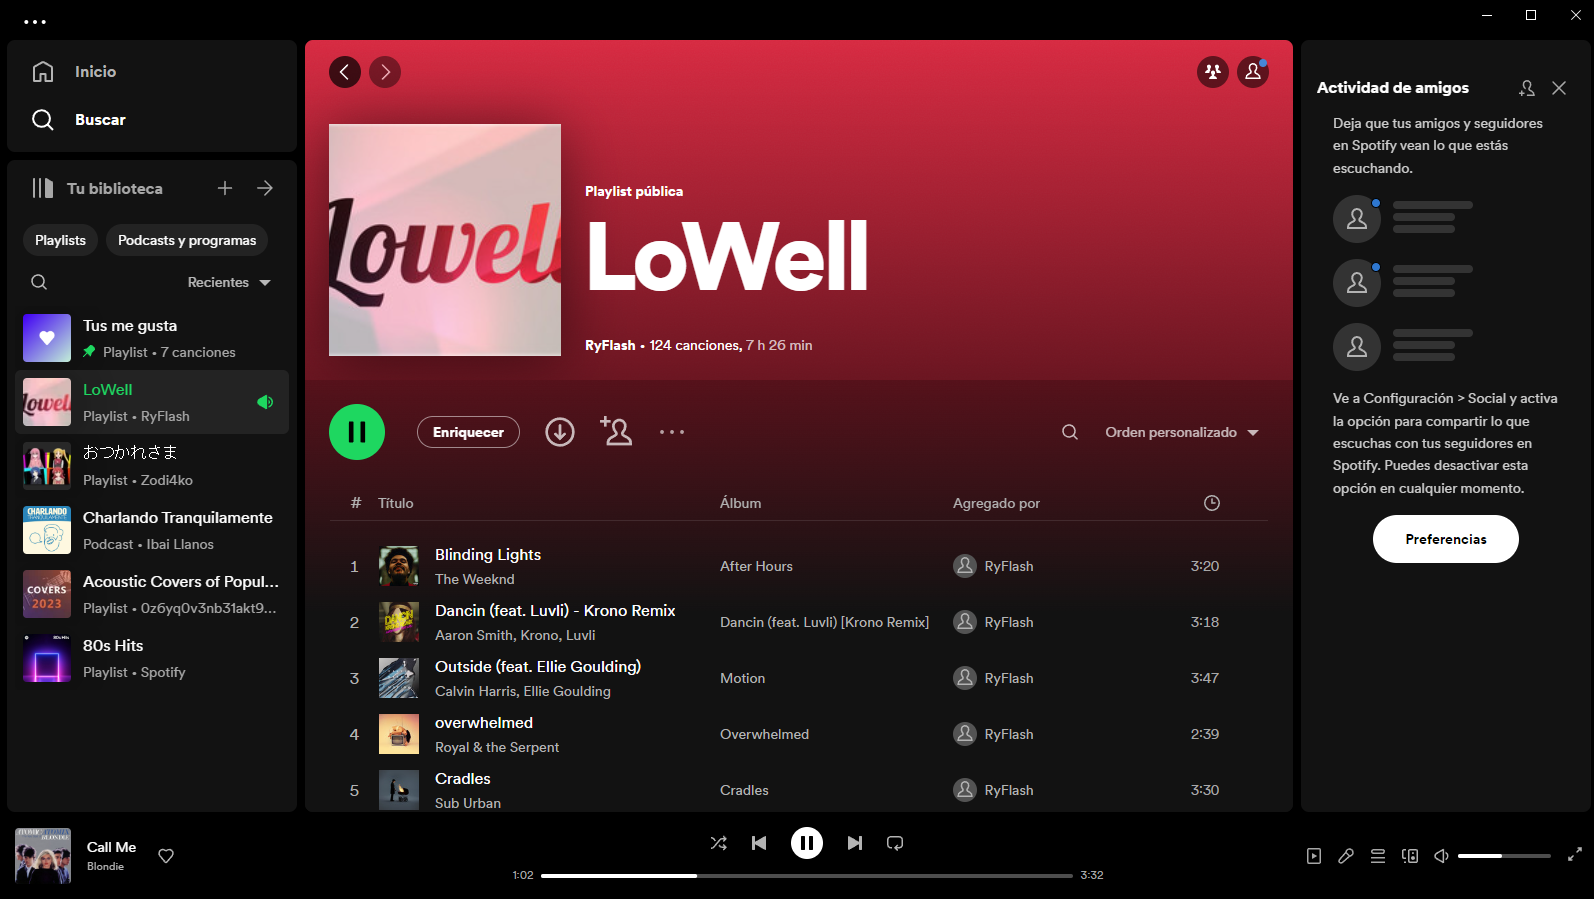 Inicio
Buscar
Tu biblioteca
Playlists
Podcasts y programas
Recientes
Tus me gusta
Playlist • 7 canciones
LoWell
Playlist • RyFlash
おつかれさま
Playlist • Zodi4ko
CHARLANDO
TRANQUILAMENTE
Charlando Tranquilamente
Podcast • Ibai Llanos
COVERS
2023
Acoustic Covers of Popul...
Playlist • 0z6yq0v3nb31akt9...
80s Hits
80s Hits
Playlist • Spotify
Lowell
Playlist pública
LoWell
RyFlash • 124 canciones, 7 h 26 min
Enriquecer
Orden personalizado
# Título Álbum Agregado por
1 Blinding Lights After Hours RyFlash 3:20
The Weeknd
2 Dancin (feat. Luvli) - Krono Remix Dancin (feat. Luvli) [Krono Remix] RyFlash 3:18
Aaron Smith, Krono, Luvli
3 Outside (feat. Ellie Goulding) Motion RyFlash 3:47
Calvin Harris, Ellie Goulding
4 overwhelmed Overwhelmed RyFlash 2:39
Royal & the Serpent
5 Cradles Cradles RyFlash 3:30
Sub Urban
Actividad de amigos
Deja que tus amigos y seguidores
en Spotify vean lo que estás
escuchando.
Ve a Configuración > Social y activa
la opción para compartir lo que
escuchas con tus seguidores en
Spotify. Puedes desactivar esta
opción en cualquier momento.
Preferencias
BLONDIE
Call Me
Blondie
1:02
3:32